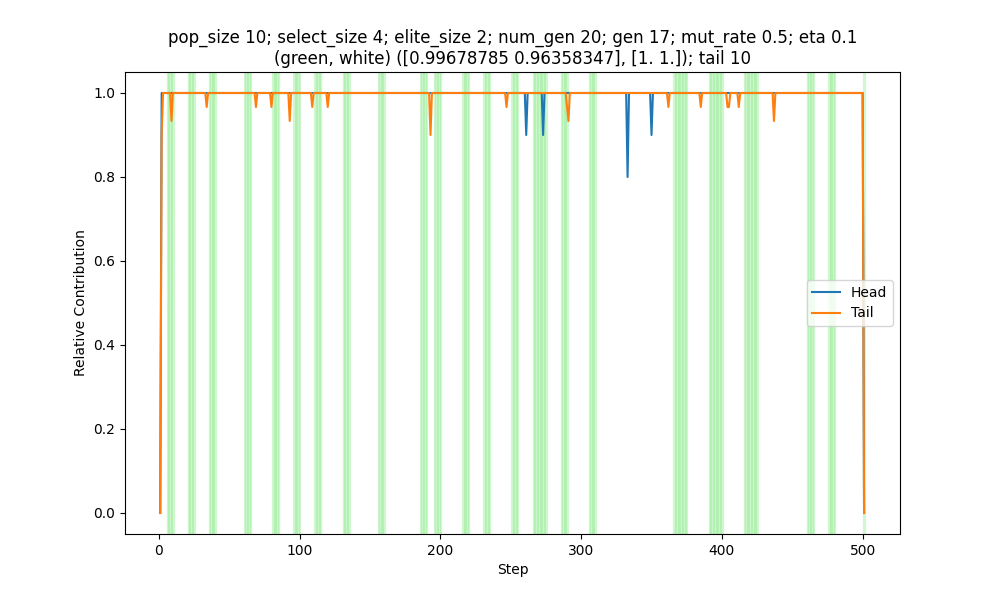 pop_size 10; select_size 4; elite_size 2; num_gen 20; gen 17; mut_rate 0.5; eta 0.1
(green, white) ([0.99678785 0.96358347], [1. 1.]); tail 10
1.0
0.8
0.6
0.4
0.2
0.0
Relative Contribution
Head
Tail
0
100
200
300
400
500
Step